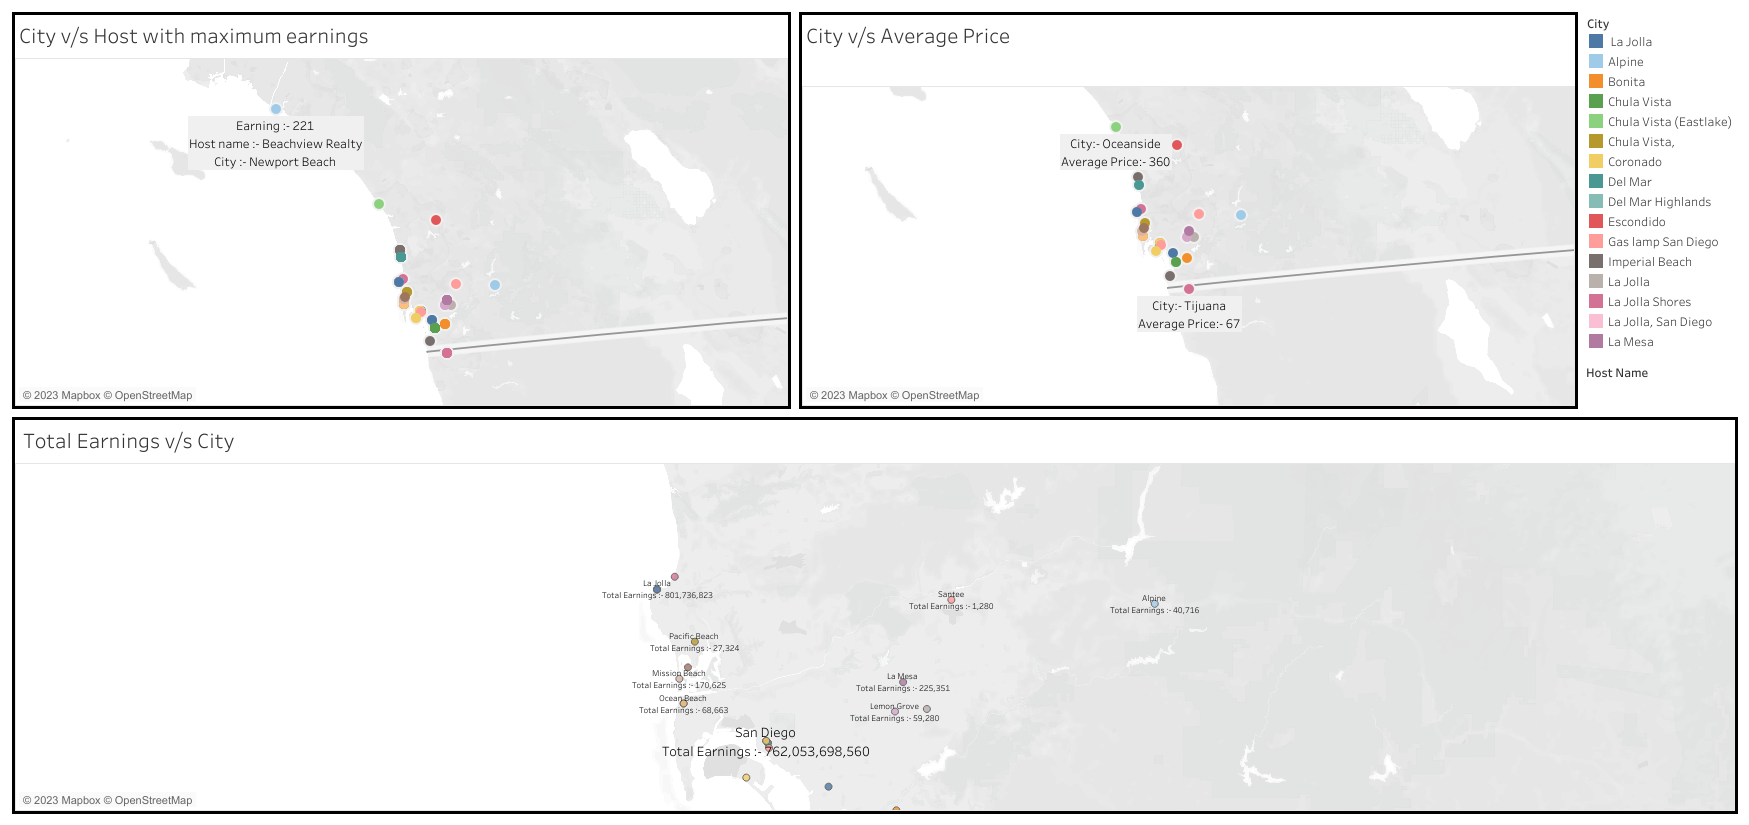 City v/s Host with maximum earnings
Earning :- 221
Host name :- Beachview Realty
City :- Newport Beach
© 2023 Mapbox © OpenStreetMap
City v/s Average Price
City:- Oceanside
Average Price:- 360
City:- Tijuana
Average Price:- 67
© 2023 Mapbox © OpenStreetMap
City
La Jolla
Alpine
Bonita
Chula Vista
Chula Vista (Eastlake)
Chula Vista,
Coronado
Del Mar
Del Mar Highlands
Escondido
Gas lamp San Diego
Imperial Beach
La Jolla
La Jolla Shores
La Jolla, San Diego
La Mesa
Host Name
Total Earnings v/s City
La Jolla
Total Earnings :- 801,736,823
Santee
Total Earnings :- 1,280
Alpine
Total Earnings :- 40,716
Pacific Beach
Total Earnings :- 27,324
Mission Beach
Total Earnings :- 170,625
La Mesa
Total Earnings :- 225,351
Ocean Beach
Total Earnings :- 68,663
Lemon Grove
Total Earnings :- 59,280
San Diego
Total Earnings :- 762,053,698,560
© 2023 Mapbox © OpenStreetMap